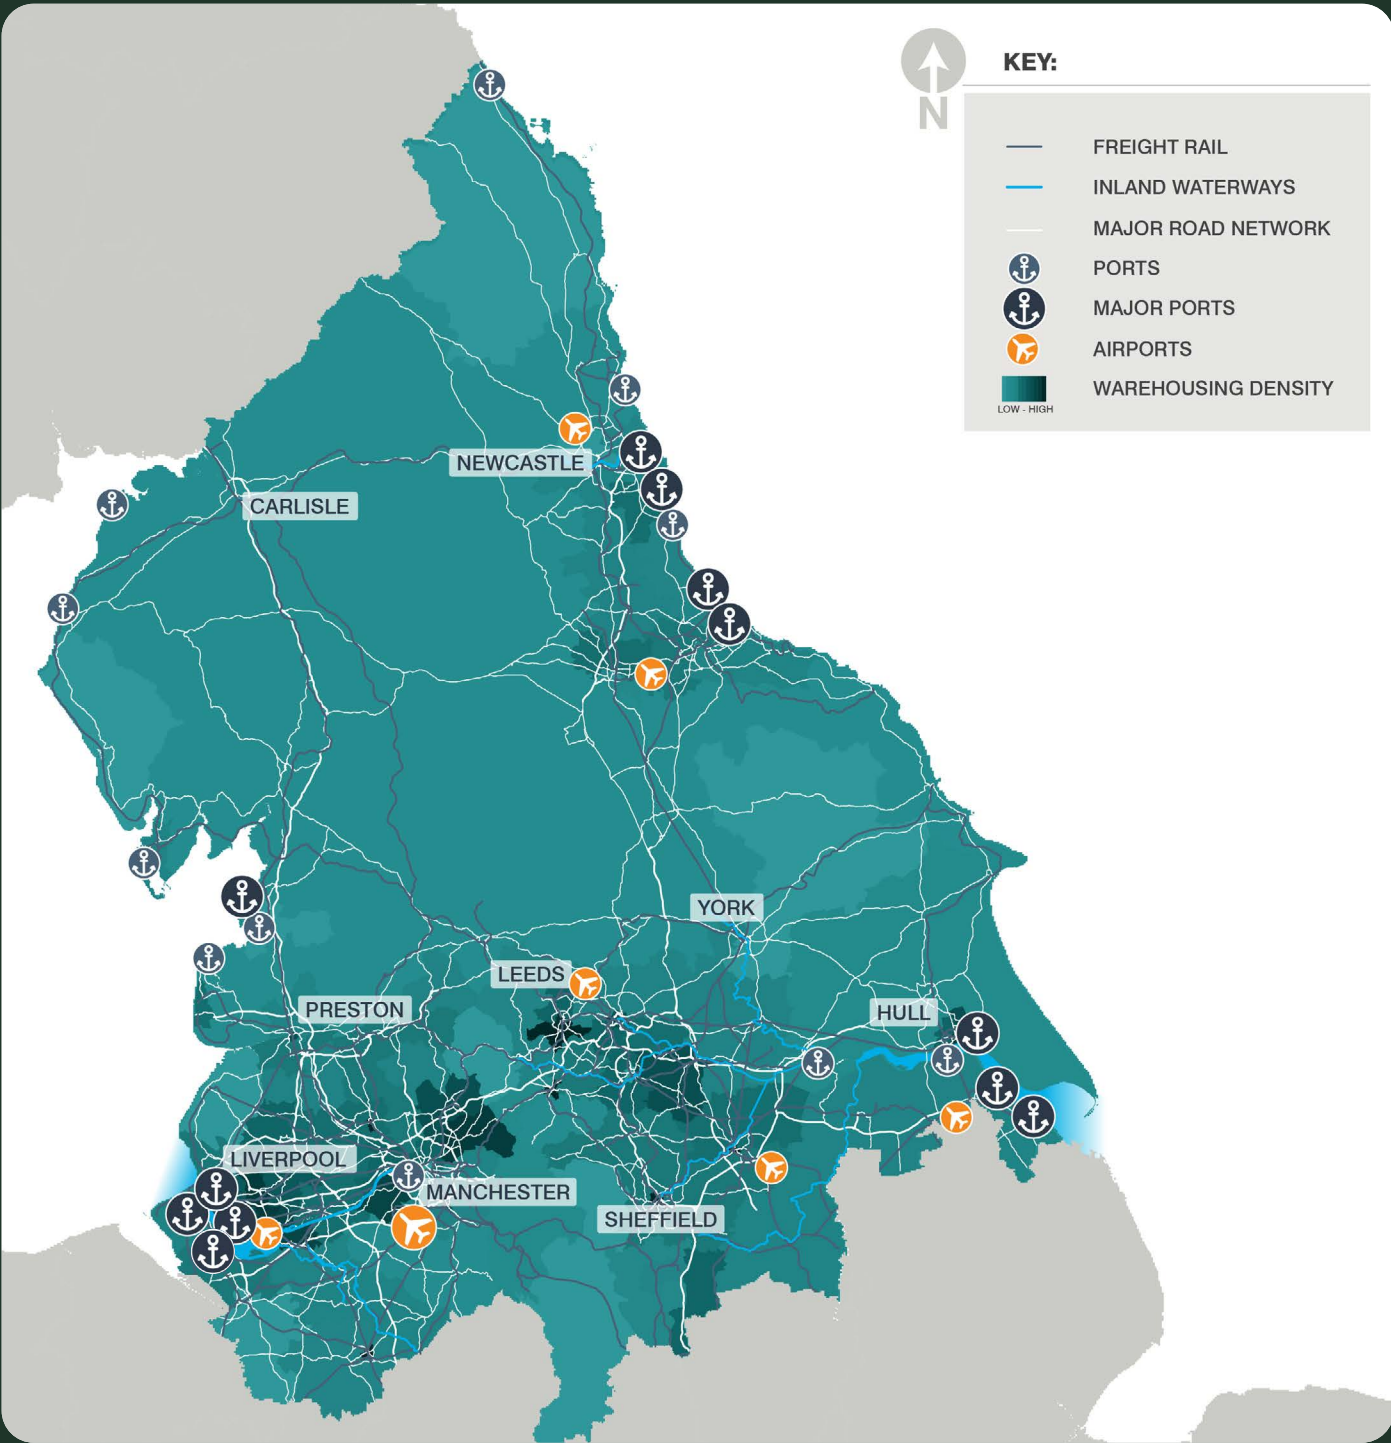 KEY:
N
FREIGHT RAIL
INLAND WATERWAYS
MAJOR ROAD NETWORK
PORTS
MAJOR PORTS
AIRPORTS
WAREHOUSING DENSITY
LOW - HIGH
NEWCASTLE
CARLISLE
YORK
LEEDS
PRESTON
HULL
LIVERPOOL
MANCHESTER
SHEFFIELD